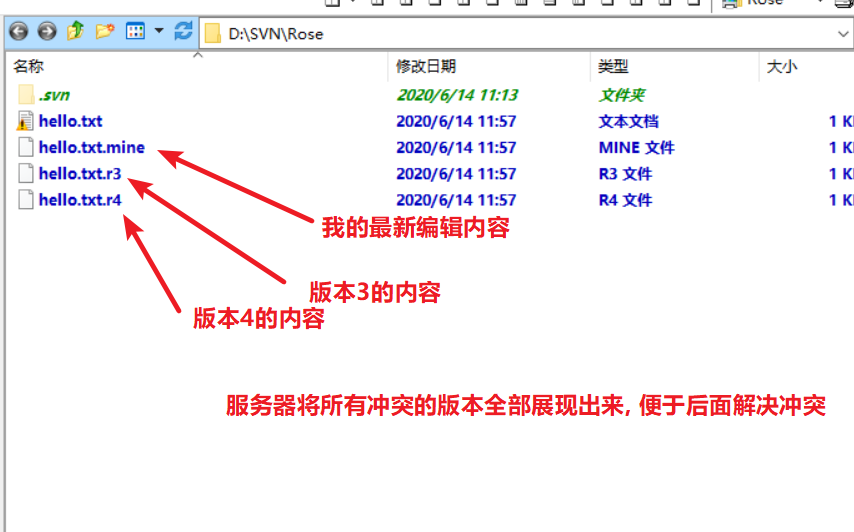 Rose
D:\SVN\Rose
名称 修改日期 类型 大小
.svn 2020/6/14 11:13 文件夹
hello.txt 2020/6/14 11:57 文本文档 1 K
hello.txt.mine 2020/6/14 11:57 MINE 文件 1 K
hello.txt.r3 2020/6/14 11:57 R3 文件 1 K
hello.txt.r4 2020/6/14 11:57 R4 文件 1 K
我的最新编辑内容
版本3的内容
版本4的内容
服务器将所有冲突的版本全部展现出来, 便于后面解决冲突